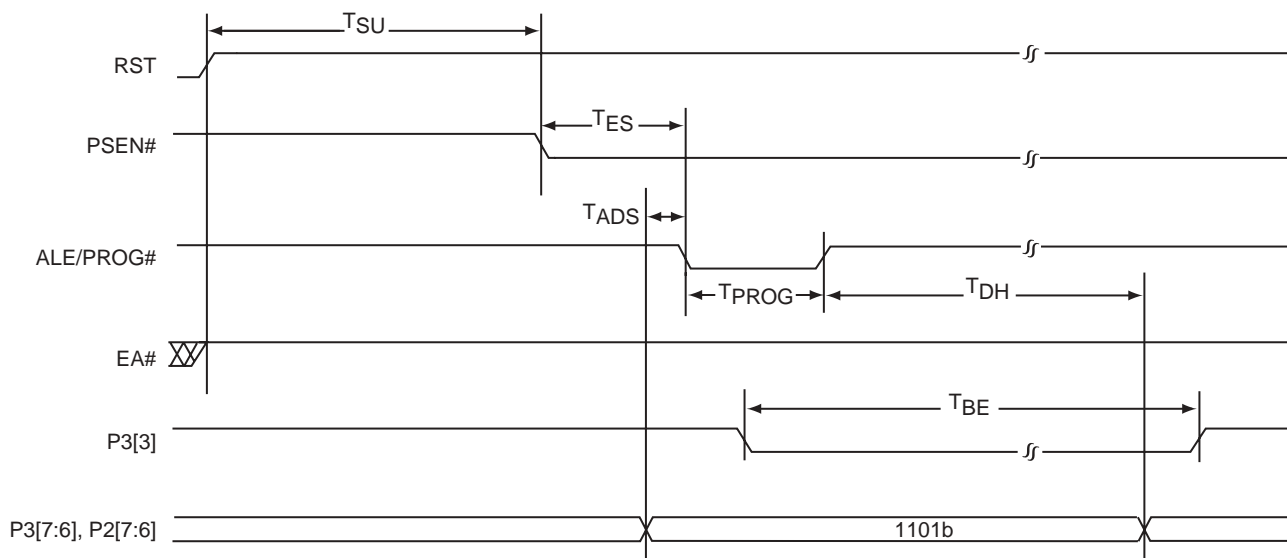 TSU
RST
TES
PSEN#
TADS
ALE/PROG#
TPROG
TDH
EA#
TBE
P3[3]
P3[7:6], P2[7:6]
1101b